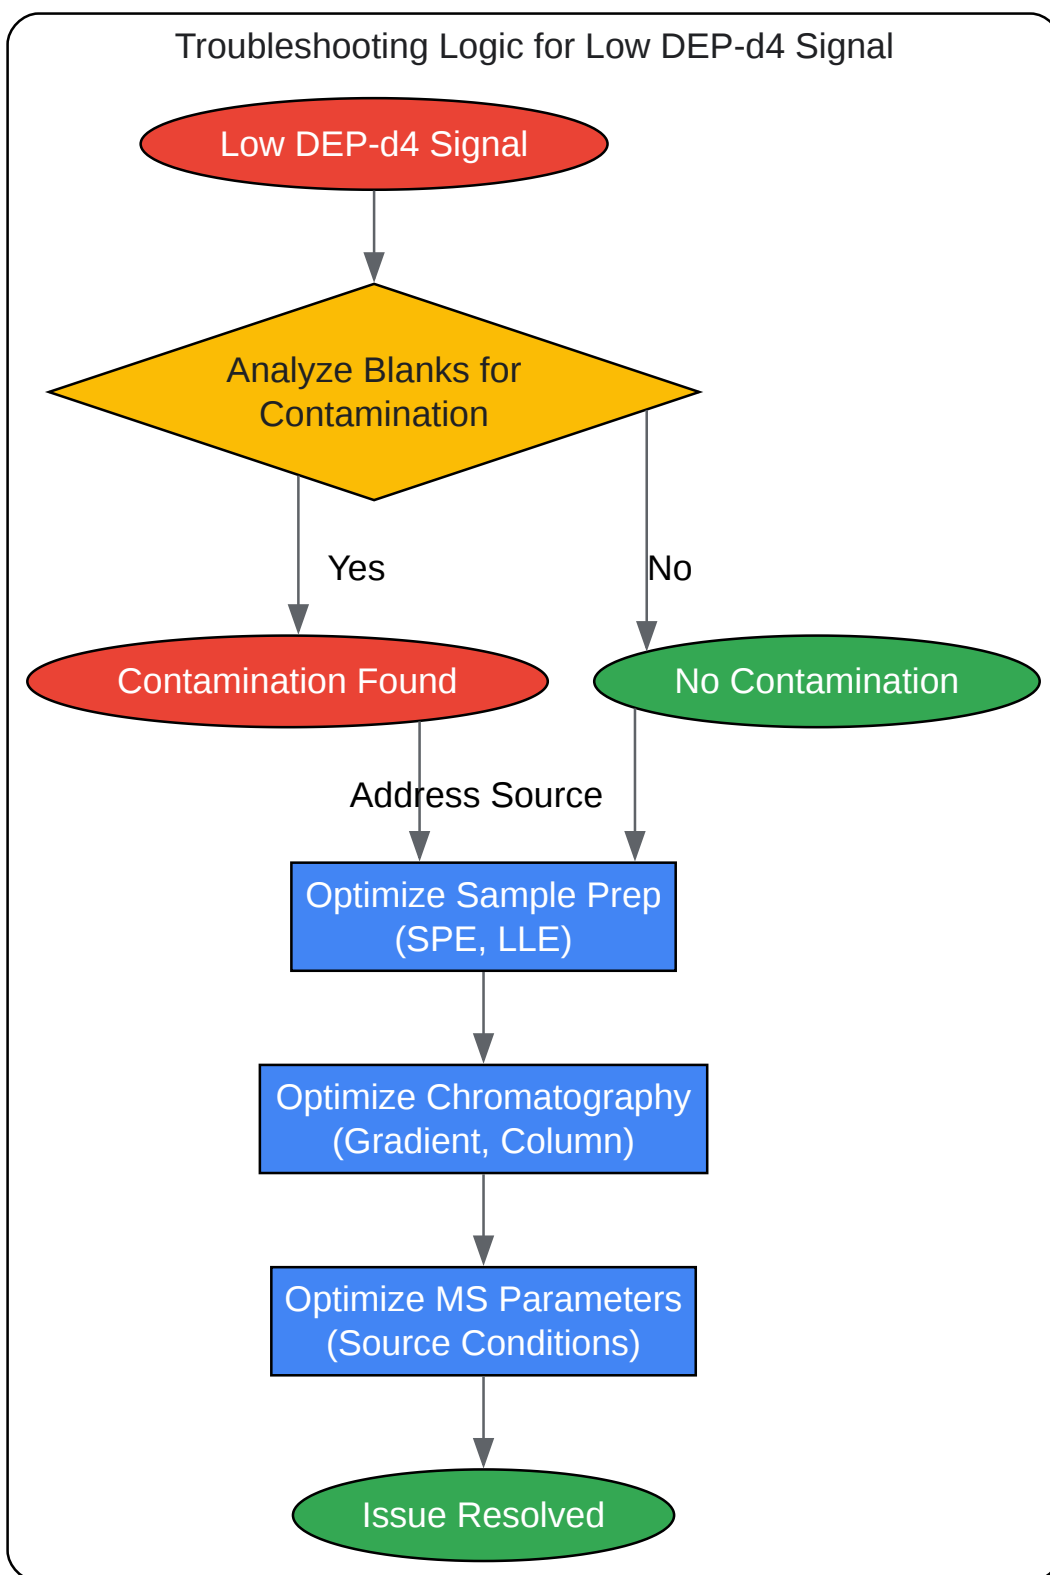 Troubleshooting Logic for Low DEP-d4 Signal
Low DEP-d4 Signal
Analyze Blanks for
Contamination
Yes
No
Contamination Found
No Contamination
Address Source
Optimize Sample Prep
(SPE, LLE)
Optimize Chromatography
(Gradient, Column)
Optimize MS Parameters
(Source Conditions)
Issue Resolved